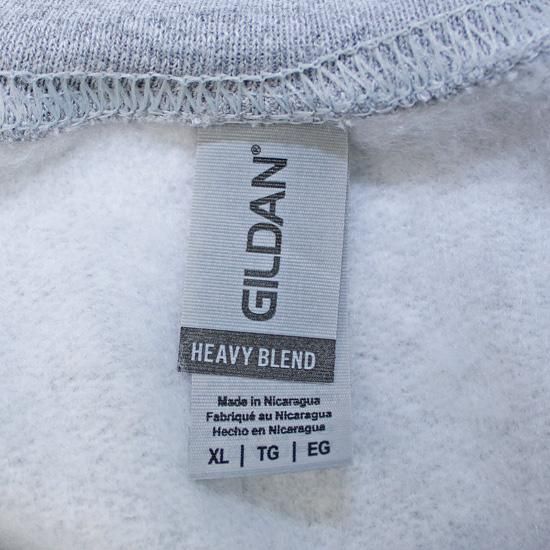 GILDAN®
HEAVY BLEND
Made in Nicaragua
Fabriqué au Nicaragua
Hecho en Nicaragua
XL | TG | EG